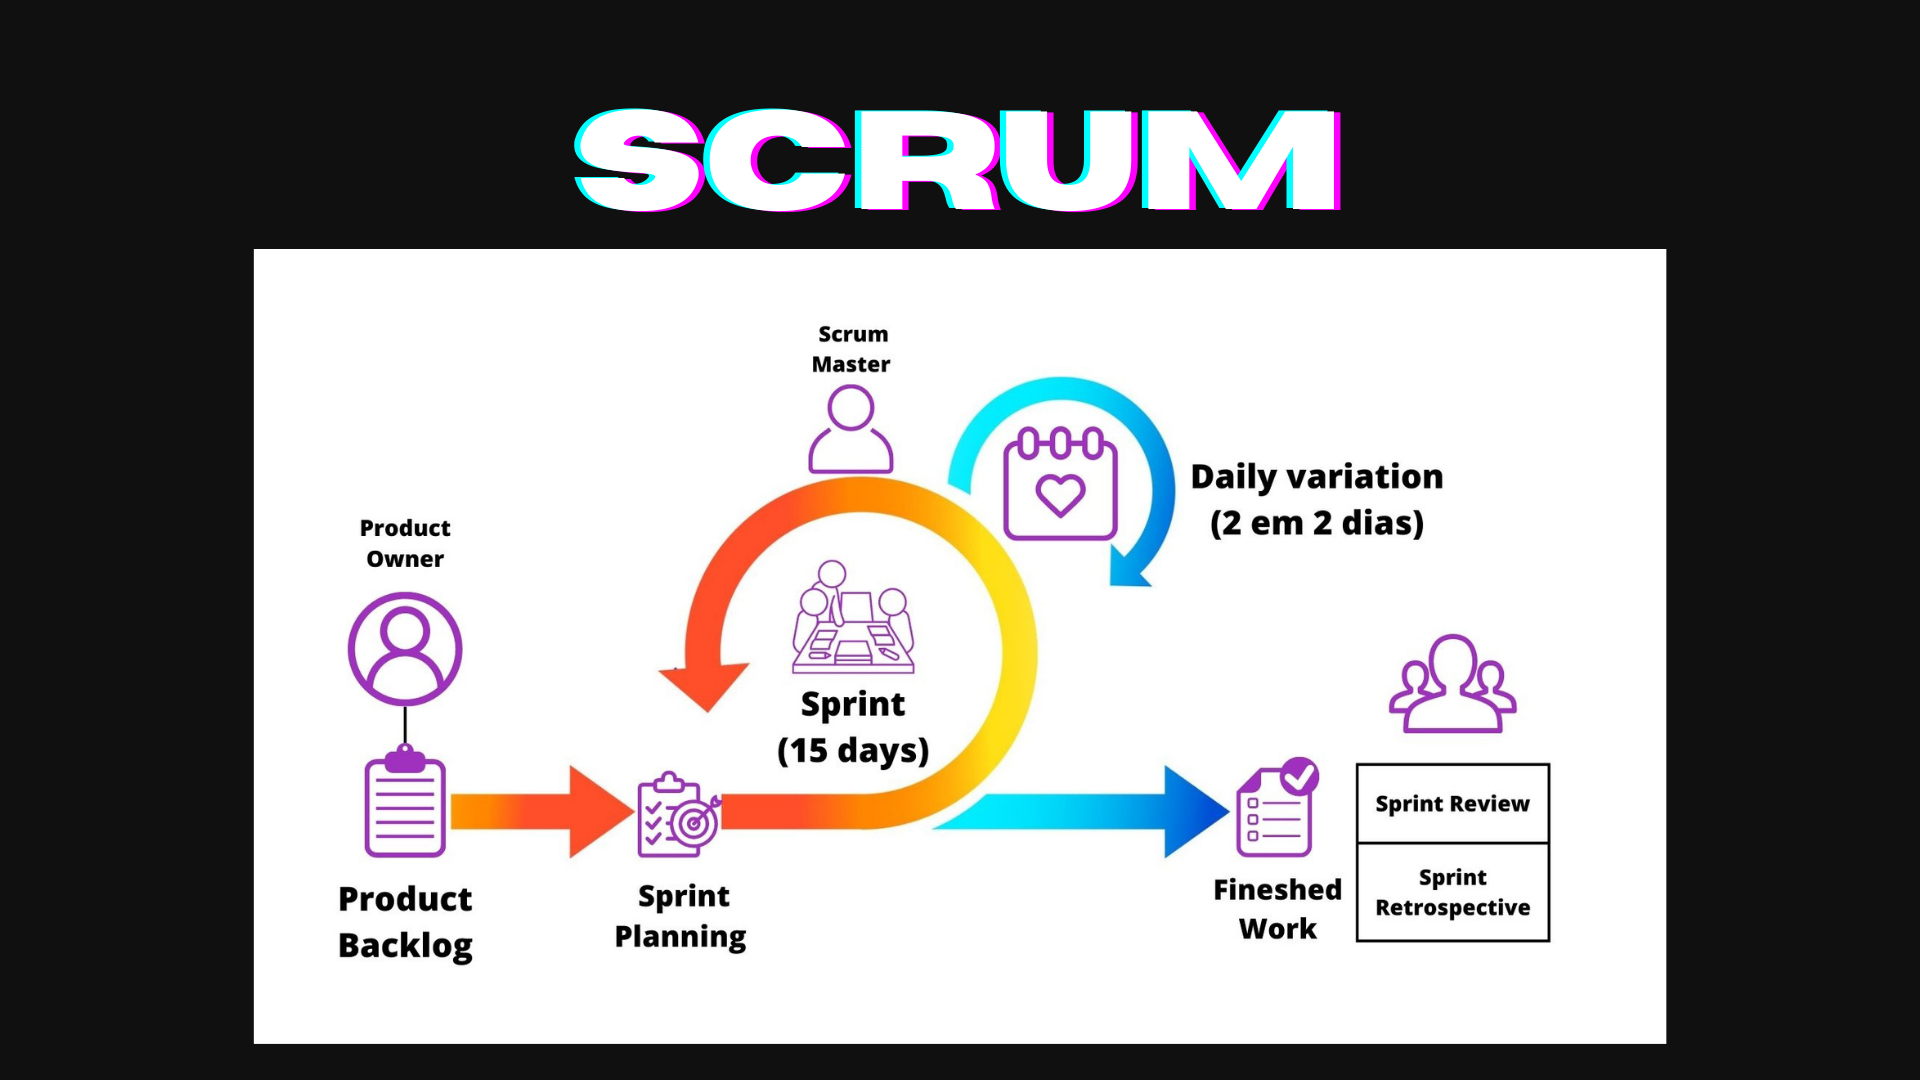 SCRUM
Scrum
Master
Daily variation
(2 em 2 dias)
Product
Owner
Sprint
(15 days)
Product
Backlog
Sprint
Planning
Fineshed
Work
Sprint Review
Sprint
Retrospective